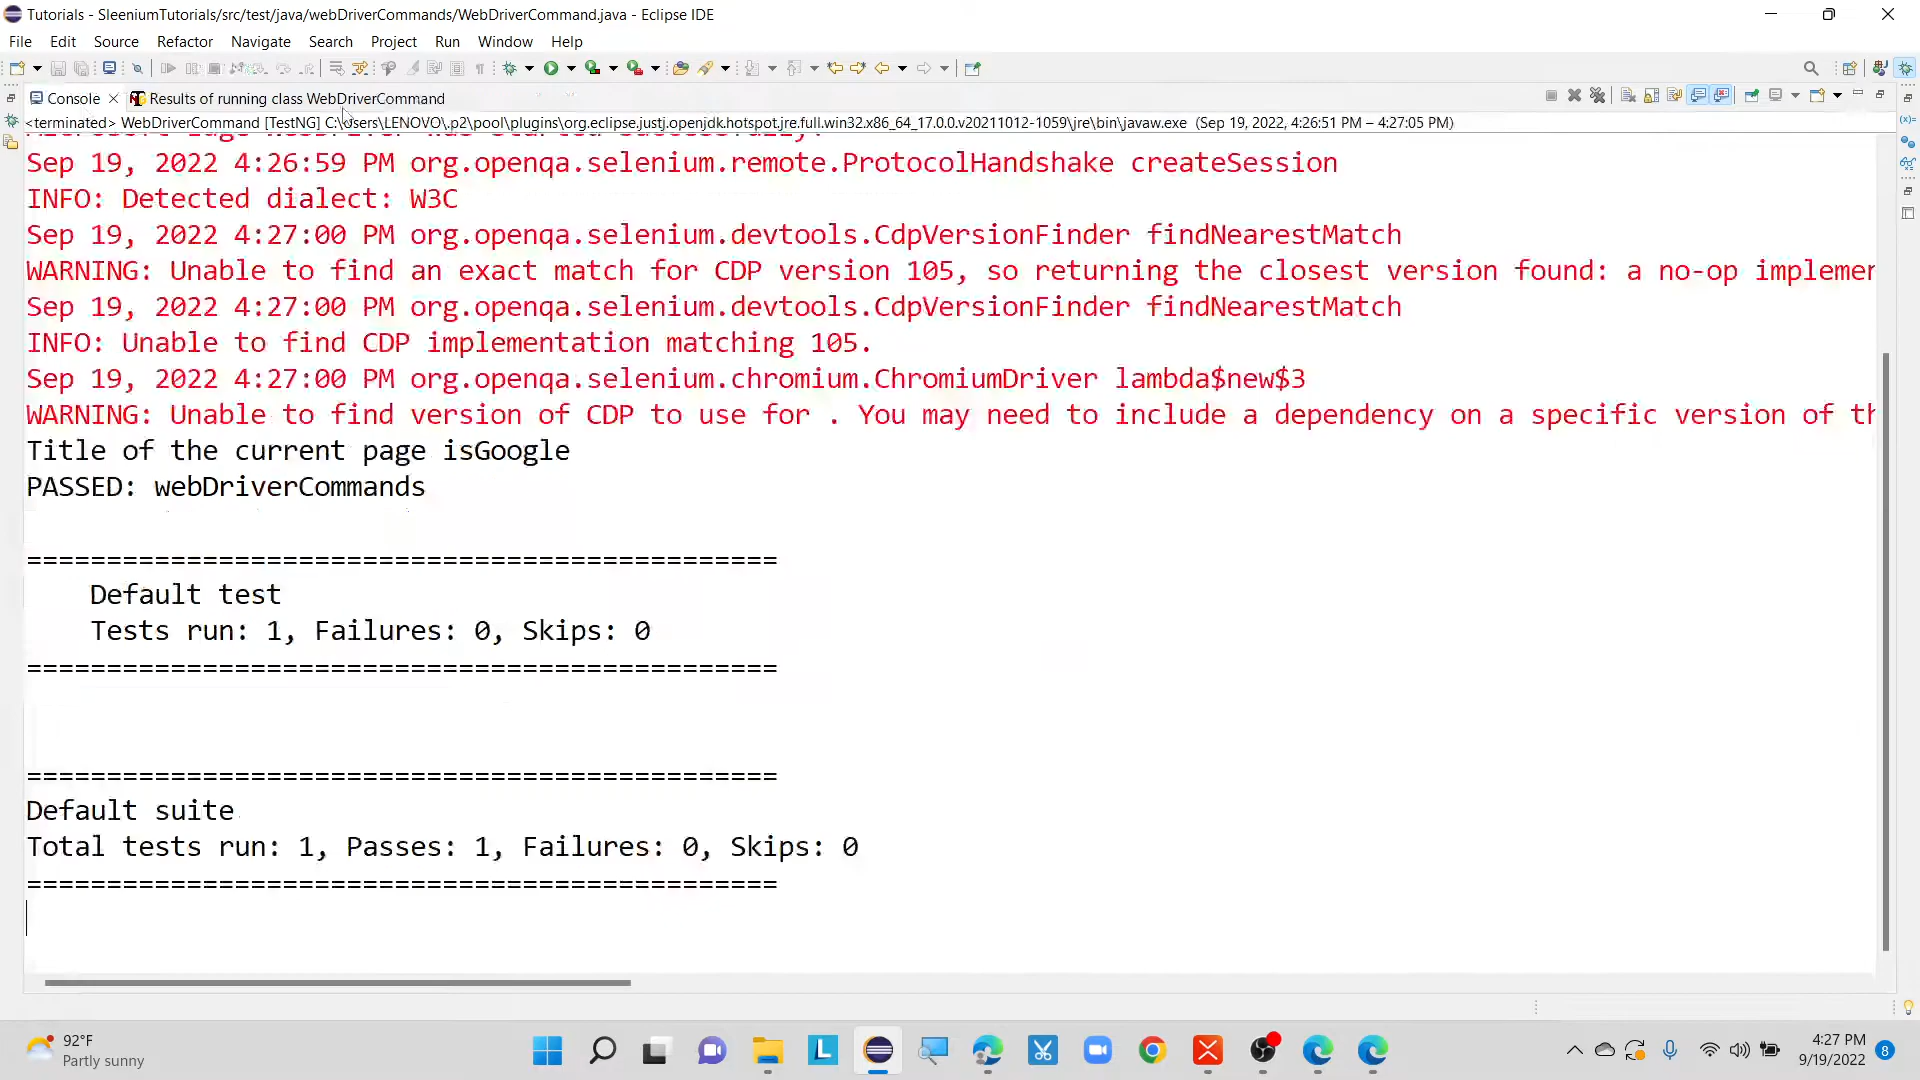 Tutorials - SleeniumTutorials/src/test/java/webDriverCommands/WebDriverCommand.java - Eclipse IDE
File Edit Source Refactor Navigate Search Project Run Window Help
Console Results of running class WebDriverCommand
<terminated> WebDriverCommand [TestNG] C:\Users\LENOVO\.p2\pool\plugins\org.eclipse.justj.openjdk.hotspot.jre.full.win32.x86_64_17.0.0.v20211012-1059\jre\bin\javaw.exe (Sep 19, 2022, 4:26:51 PM – 4:27:05 PM)
Sep 19, 2022 4:26:59 PM org.openqa.selenium.remote.ProtocolHandshake createSession
INFO: Detected dialect: W3C
Sep 19, 2022 4:27:00 PM org.openqa.selenium.devtools.CdpVersionFinder findNearestMatch
WARNING: Unable to find an exact match for CDP version 105, so returning the closest version found: a no-op implemen
Sep 19, 2022 4:27:00 PM org.openqa.selenium.devtools.CdpVersionFinder findNearestMatch
INFO: Unable to find CDP implementation matching 105.
Sep 19, 2022 4:27:00 PM org.openqa.selenium.chromium.ChromiumDriver lambda$new$3
WARNING: Unable to find version of CDP to use for . You may need to include a dependency on a specific version of th
Title of the current page isGoogle
PASSED: webDriverCommands
===============================================
Default test
Tests run: 1, Failures: 0, Skips: 0
===============================================
===============================================
Default suite
Total tests run: 1, Passes: 1, Failures: 0, Skips: 0
===============================================
92°F
Partly sunny
4:27 PM
9/19/2022
8